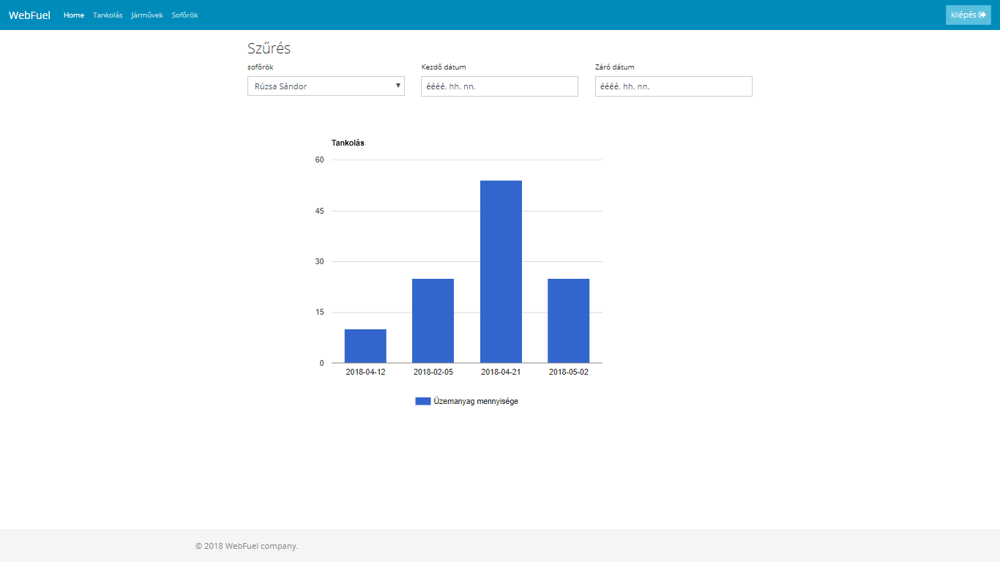 WebFuel Home Tankolás Járművek Sofőrök kilépés
Szűrés
sofőrök Kezdő dátum Záró dátum
Rúzsa Sándor éééé. hh. nn. éééé. hh. nn.
Tankolás
60
45
30
15
0
2018-04-12 2018-02-05 2018-04-21 2018-05-02
Üzemanyag mennyisége
© 2018 WebFuel company.